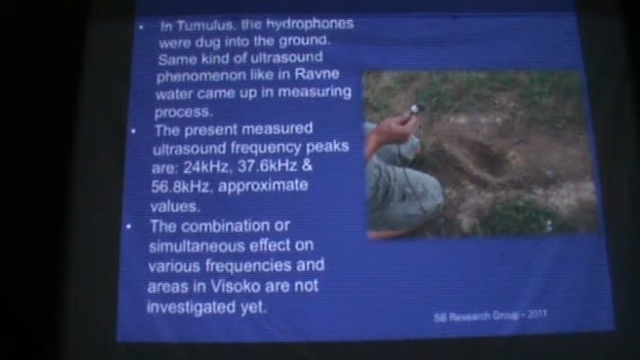 • In Tumulus, the hydrophones
were dug into the ground.
Same kind of ultrasound
phenomenon like in Ravne
water came up in measuring
process.
• The present measured
ultrasound frequency peaks
are: 24kHz, 37.6kHz &
56.8kHz, approximate
values.
• The combination or
simultaneous effect on
various frequencies and
areas in Visoko are not
investigated yet.
SB Research Group - 2011